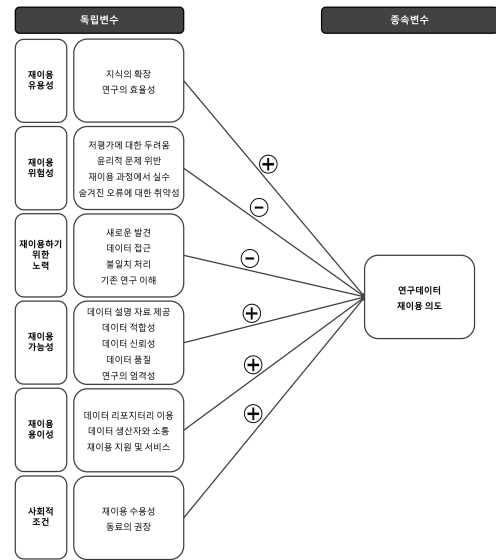 독립변수
종속변수
재이용
유용성
지식의 확장
연구의 효율성
재이용
위험성
저평가에 대한 두려움
윤리적 문제 위반
재이용 과정에서 실수
숨겨진 오류에 대한 취약성
재이용하기
위한
노력
새로운 발견
데이터 접근
불일치 처리
기존 연구 이해
재이용
가능성
데이터 설명 자료 제공
데이터 적합성
데이터 신뢰성
데이터 품질
연구의 엄격성
재이용
용이성
데이터 리포지터리 이용
데이터 생산자와 소통
재이용 지원 및 서비스
사회적
조건
재이용 수용성
동료의 권장
+
−
−
+
+
+
연구데이터
재이용 의도